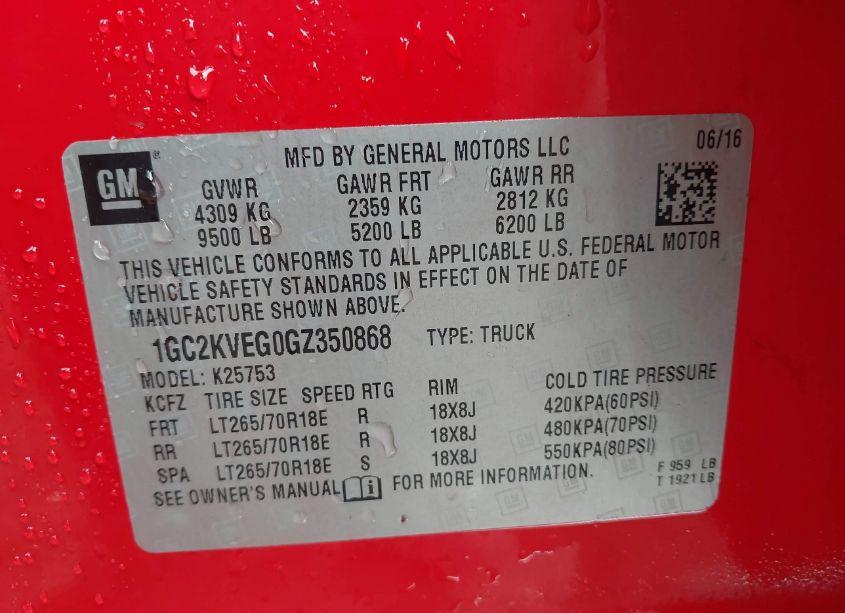 MFD BY GENERAL MOTORS LLC 06/16
GM
GVWR GAWR FRT GAWR RR
4309 KG 2359 KG 2812 KG
9500 LB 5200 LB 6200 LB
THIS VEHICLE CONFORMS TO ALL APPLICABLE U.S. FEDERAL MOTOR
VEHICLE SAFETY STANDARDS IN EFFECT ON THE DATE OF
MANUFACTURE SHOWN ABOVE.
1GC2KVEG0GZ350868 TYPE: TRUCK
MODEL: K25753
KCFZ TIRE SIZE SPEED RTG RIM COLD TIRE PRESSURE
FRT LT265/70R18E R 18X8J 420KPA(60PSI)
RR LT265/70R18E R 18X8J 480KPA(70PSI)
SPA LT265/70R18E S 18X8J 550KPA(80PSI)
SEE OWNER'S MANUAL FOR MORE INFORMATION.
F 959 LB
T 1921 LB